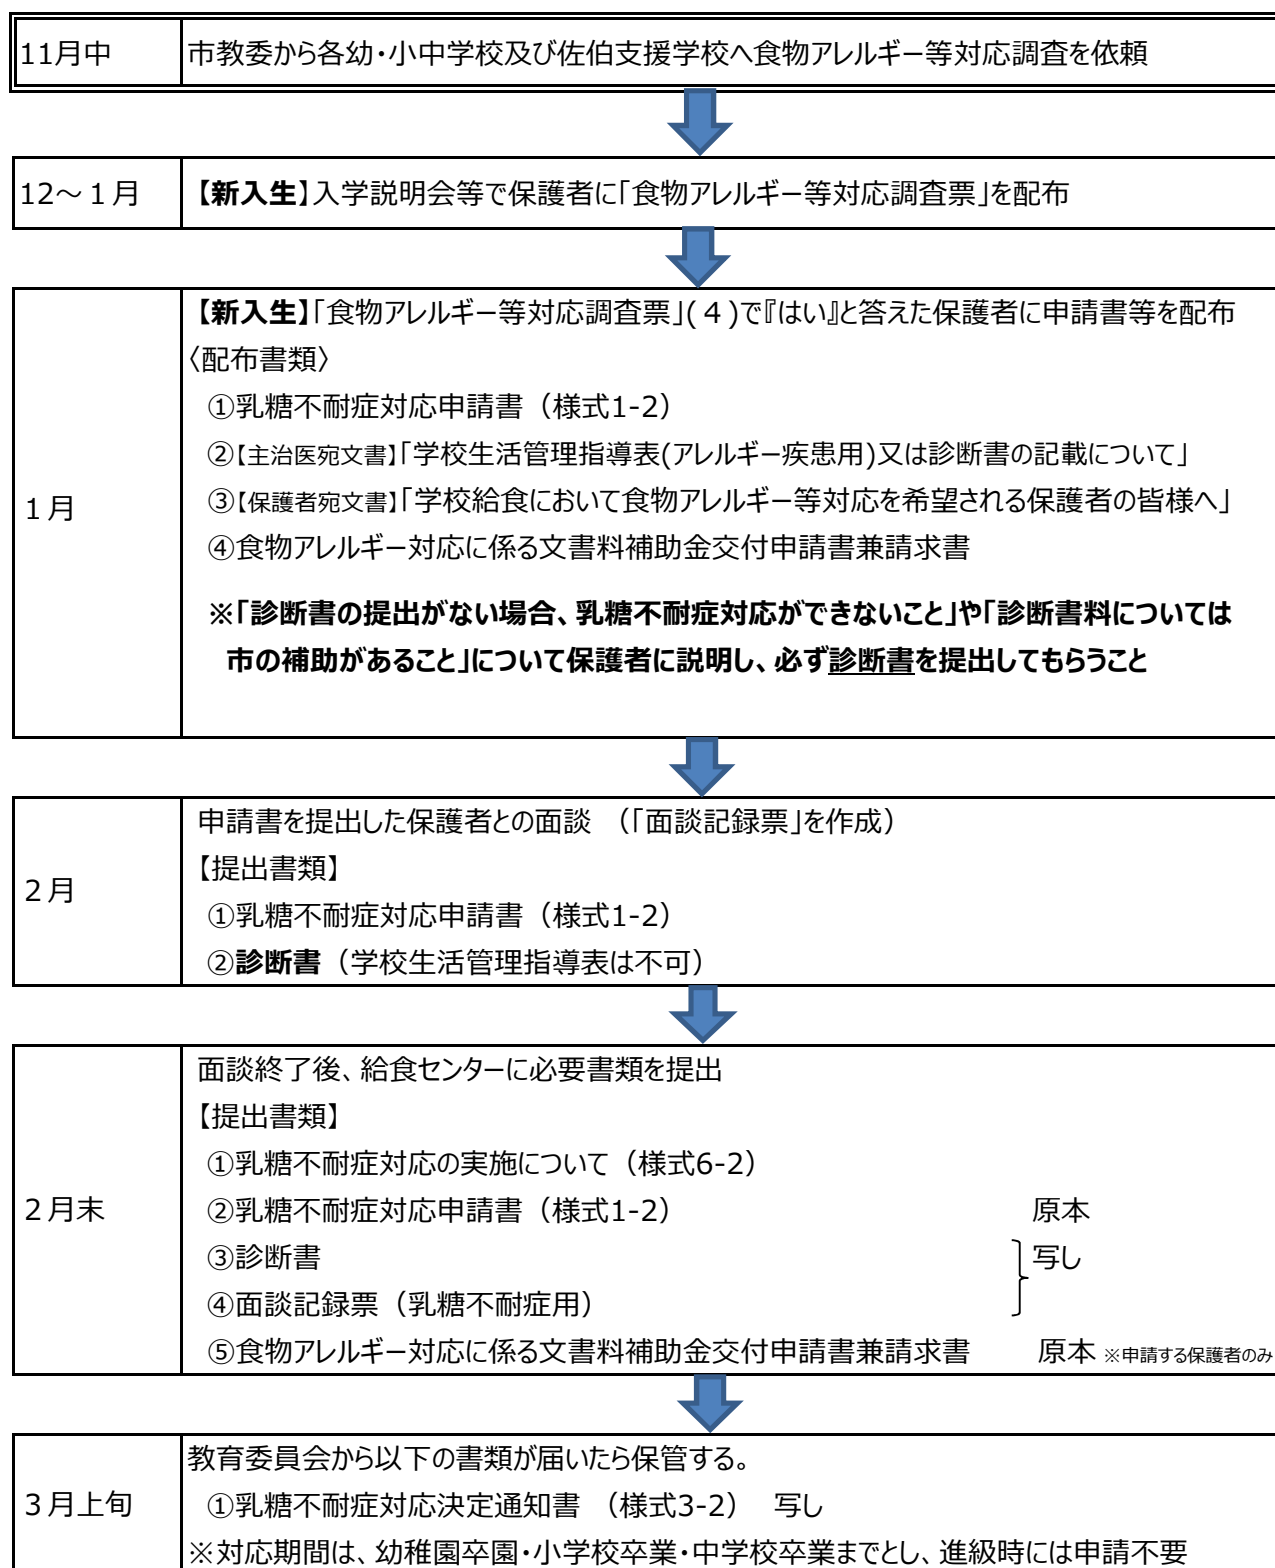 11月中 市教委から各幼・小中学校及び佐伯支援学校へ食物アレルギー等対応調査を依頼
12～１月 【新入生】入学説明会等で保護者に「食物アレルギー等対応調査票」を配布
１月
【新入生】「食物アレルギー等対応調査票」(４)で『はい』と答えた保護者に申請書等を配布
〈配布書類〉
①乳糖不耐症対応申請書（様式1-2）
②【主治医宛文書】「学校生活管理指導表(アレルギー疾患用)又は診断書の記載について」
③【保護者宛文書】「学校給食において食物アレルギー等対応を希望される保護者の皆様へ」
④食物アレルギー対応に係る文書料補助金交付申請書兼請求書
※「診断書の提出がない場合、乳糖不耐症対応ができないこと」や「診断書料については
市の補助があること」について保護者に説明し、必ず診断書を提出してもらうこと
２月
申請書を提出した保護者との面談　（「面談記録票」を作成）
【提出書類】
①乳糖不耐症対応申請書（様式1-2）
②診断書（学校生活管理指導表は不可）
２月末
面談終了後、給食センターに必要書類を提出
【提出書類】
①乳糖不耐症対応の実施について（様式6-2）
②乳糖不耐症対応申請書（様式1-2） 原本
③診断書 写し
④面談記録票（乳糖不耐症用）
⑤食物アレルギー対応に係る文書料補助金交付申請書兼請求書 原本 ※申請する保護者のみ
３月上旬
教育委員会から以下の書類が届いたら保管する。
①乳糖不耐症対応決定通知書　（様式3-2）　写し
※対応期間は、幼稚園卒園・小学校卒業・中学校卒業までとし、進級時には申請不要